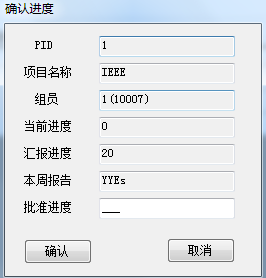 确认进度
PID 1
项目名称 IEEE
组员 1(10007)
当前进度 0
汇报进度 20
本周报告 YYEs
批准进度 ___
确认 取消